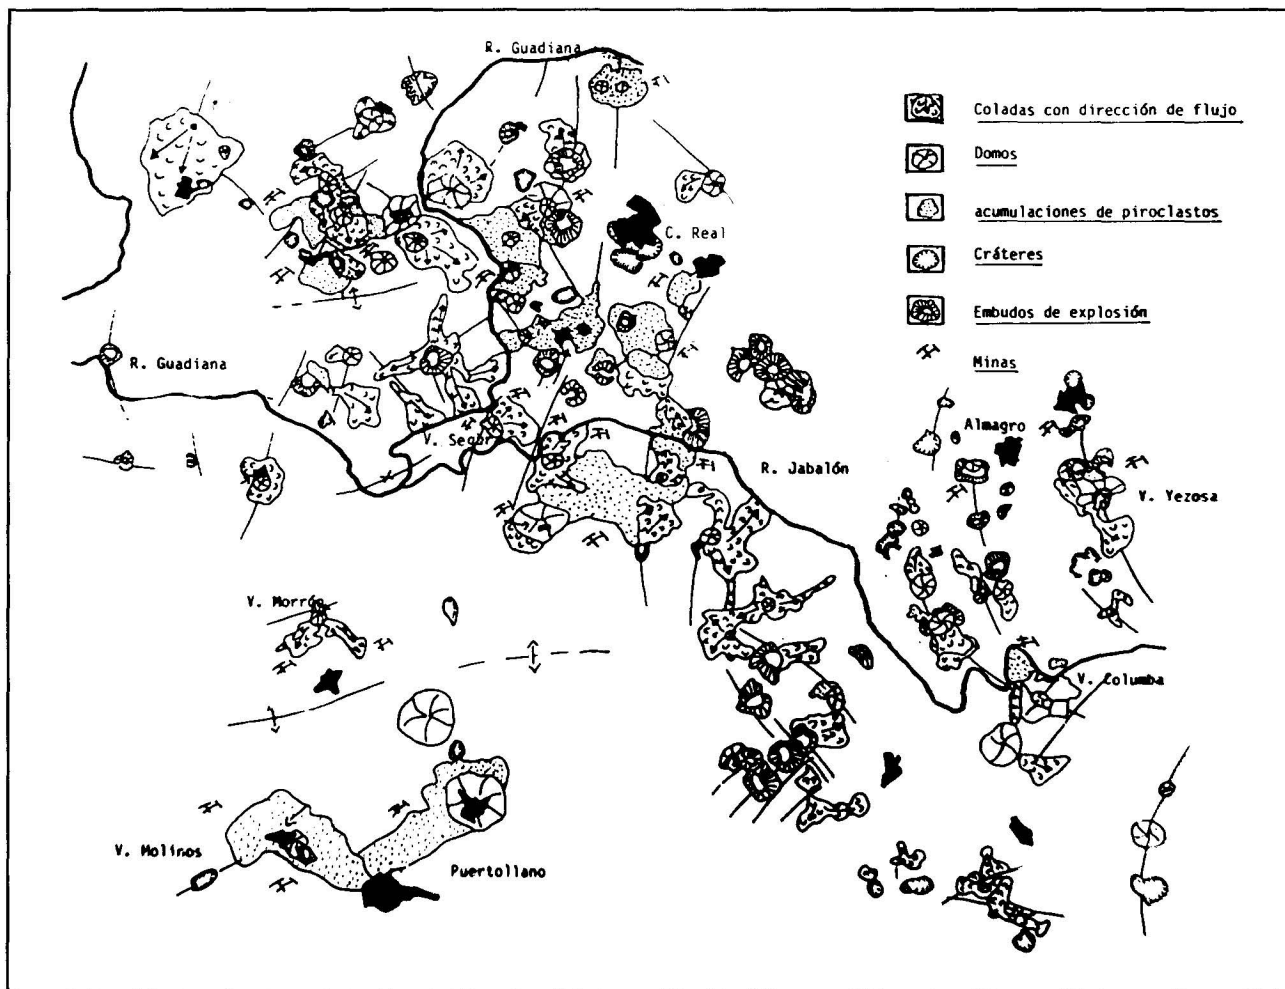 R. Guadiana
Coladas con dirección de flujo
Domos
acumulaciones de piroclastos
Cráteres
Embudos de explosión
Minas
C. Real
R. Guadiana
Almagro
V. Segura
R. Jabalón
V. Yezosa
V. Morrón
V. Columba
V. Molinos
Puertollano